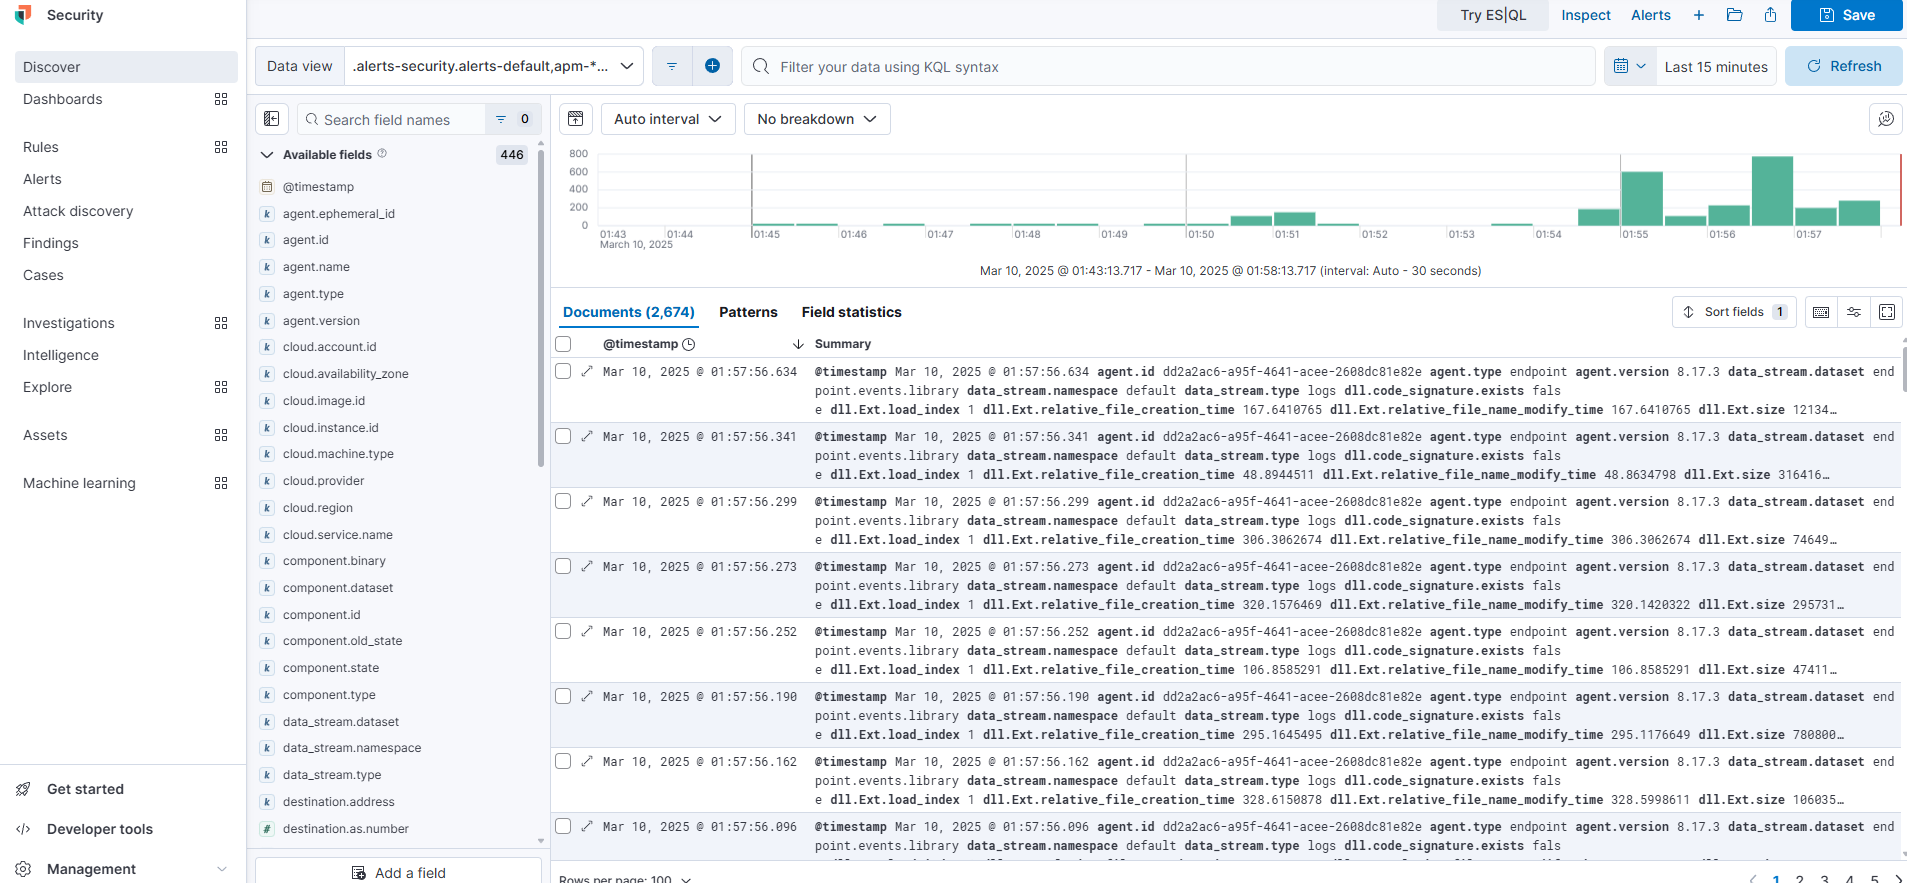 Security
Try ES|QL
Inspect
Alerts
Save
Discover
Dashboards
Rules
Alerts
Attack discovery
Findings
Cases
Investigations
Intelligence
Explore
Assets
Machine learning
Get started
Developer tools
Management
Data view
.alerts-security.alerts-default,apm-*...
Filter your data using KQL syntax
Last 15 minutes
Refresh
Search field names
0
Available fields
446
@timestamp
agent.ephemeral_id
agent.id
agent.name
agent.type
agent.version
cloud.account.id
cloud.availability_zone
cloud.image.id
cloud.instance.id
cloud.machine.type
cloud.provider
cloud.region
cloud.service.name
component.binary
component.dataset
component.id
component.old_state
component.state
component.type
data_stream.dataset
data_stream.namespace
data_stream.type
destination.address
destination.as.number
Add a field
Auto interval
No breakdown
800
600
400
200
0
01:43 01:44 01:45 01:46 01:47 01:48 01:49 01:50 01:51 01:52 01:53 01:54 01:55 01:56 01:57
March 10, 2025
Mar 10, 2025 @ 01:43:13.717 - Mar 10, 2025 @ 01:58:13.717 (interval: Auto - 30 seconds)
Documents (2,674)
Patterns
Field statistics
Sort fields 1
@timestamp
Summary
Mar 10, 2025 @ 01:57:56.634 @timestamp Mar 10, 2025 @ 01:57:56.634 agent.id dd2a2ac6-a95f-4641-acee-2608dc81e82e agent.type endpoint agent.version 8.17.3 data_stream.dataset end
point.events.library data_stream.namespace default data_stream.type logs dll.code_signature.exists fals
e dll.Ext.load_index 1 dll.Ext.relative_file_creation_time 167.6410765 dll.Ext.relative_file_name_modify_time 167.6410765 dll.Ext.size 12134…
Mar 10, 2025 @ 01:57:56.341 @timestamp Mar 10, 2025 @ 01:57:56.341 agent.id dd2a2ac6-a95f-4641-acee-2608dc81e82e agent.type endpoint agent.version 8.17.3 data_stream.dataset end
point.events.library data_stream.namespace default data_stream.type logs dll.code_signature.exists fals
e dll.Ext.load_index 1 dll.Ext.relative_file_creation_time 48.8944511 dll.Ext.relative_file_name_modify_time 48.8634798 dll.Ext.size 316416…
Mar 10, 2025 @ 01:57:56.299 @timestamp Mar 10, 2025 @ 01:57:56.299 agent.id dd2a2ac6-a95f-4641-acee-2608dc81e82e agent.type endpoint agent.version 8.17.3 data_stream.dataset end
point.events.library data_stream.namespace default data_stream.type logs dll.code_signature.exists fals
e dll.Ext.load_index 1 dll.Ext.relative_file_creation_time 306.3062674 dll.Ext.relative_file_name_modify_time 306.3062674 dll.Ext.size 74649…
Mar 10, 2025 @ 01:57:56.273 @timestamp Mar 10, 2025 @ 01:57:56.273 agent.id dd2a2ac6-a95f-4641-acee-2608dc81e82e agent.type endpoint agent.version 8.17.3 data_stream.dataset end
point.events.library data_stream.namespace default data_stream.type logs dll.code_signature.exists fals
e dll.Ext.load_index 1 dll.Ext.relative_file_creation_time 320.1576469 dll.Ext.relative_file_name_modify_time 320.1420322 dll.Ext.size 295731…
Mar 10, 2025 @ 01:57:56.252 @timestamp Mar 10, 2025 @ 01:57:56.252 agent.id dd2a2ac6-a95f-4641-acee-2608dc81e82e agent.type endpoint agent.version 8.17.3 data_stream.dataset end
point.events.library data_stream.namespace default data_stream.type logs dll.code_signature.exists fals
e dll.Ext.load_index 1 dll.Ext.relative_file_creation_time 106.8585291 dll.Ext.relative_file_name_modify_time 106.8585291 dll.Ext.size 47411…
Mar 10, 2025 @ 01:57:56.190 @timestamp Mar 10, 2025 @ 01:57:56.190 agent.id dd2a2ac6-a95f-4641-acee-2608dc81e82e agent.type endpoint agent.version 8.17.3 data_stream.dataset end
point.events.library data_stream.namespace default data_stream.type logs dll.code_signature.exists fals
e dll.Ext.load_index 1 dll.Ext.relative_file_creation_time 295.1645495 dll.Ext.relative_file_name_modify_time 295.1176649 dll.Ext.size 780800…
Mar 10, 2025 @ 01:57:56.162 @timestamp Mar 10, 2025 @ 01:57:56.162 agent.id dd2a2ac6-a95f-4641-acee-2608dc81e82e agent.type endpoint agent.version 8.17.3 data_stream.dataset end
point.events.library data_stream.namespace default data_stream.type logs dll.code_signature.exists fals
e dll.Ext.load_index 1 dll.Ext.relative_file_creation_time 328.6150878 dll.Ext.relative_file_name_modify_time 328.5998611 dll.Ext.size 106035…
Mar 10, 2025 @ 01:57:56.096 @timestamp Mar 10, 2025 @ 01:57:56.096 agent.id dd2a2ac6-a95f-4641-acee-2608dc81e82e agent.type endpoint agent.version 8.17.3 data_stream.dataset end
point.events.library data_stream.namespace default data_stream.type logs dll.code_signature.exists fals
Rows per page: 100
1 2 3 4 5